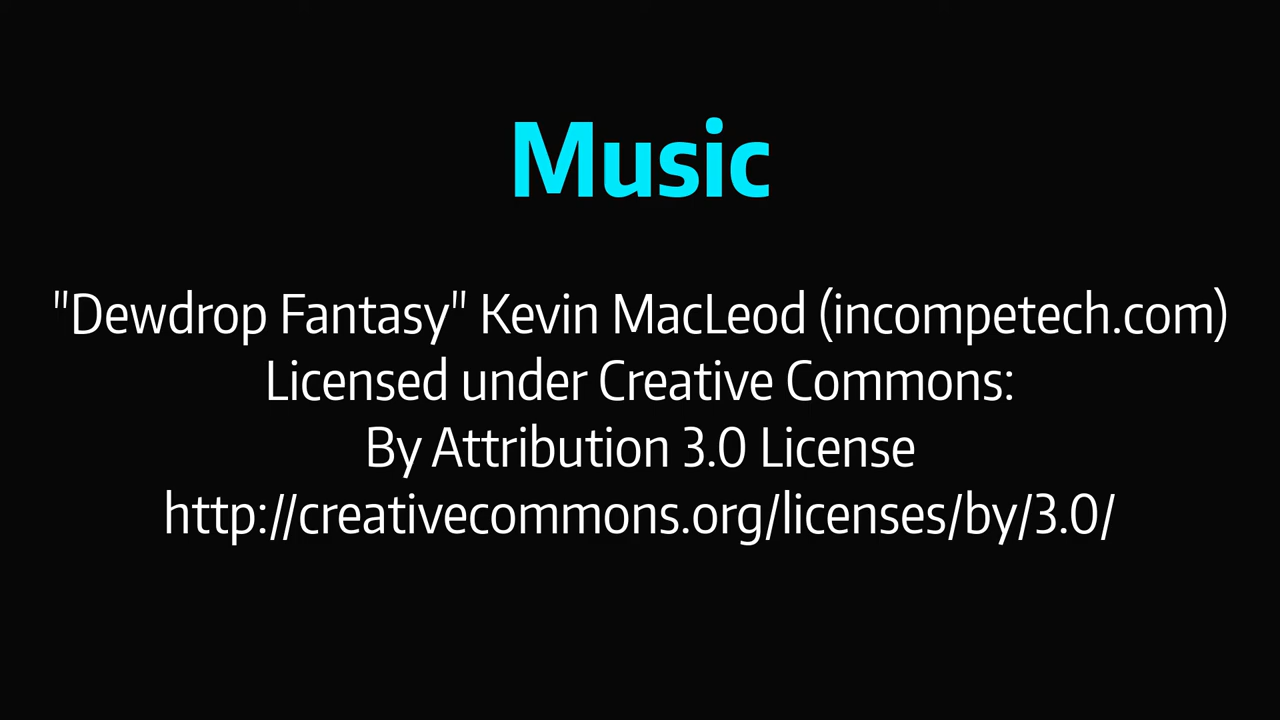 Music
"Dewdrop Fantasy" Kevin MacLeod (incompetech.com)
Licensed under Creative Commons:
By Attribution 3.0 License
http://creativecommons.org/licenses/by/3.0/